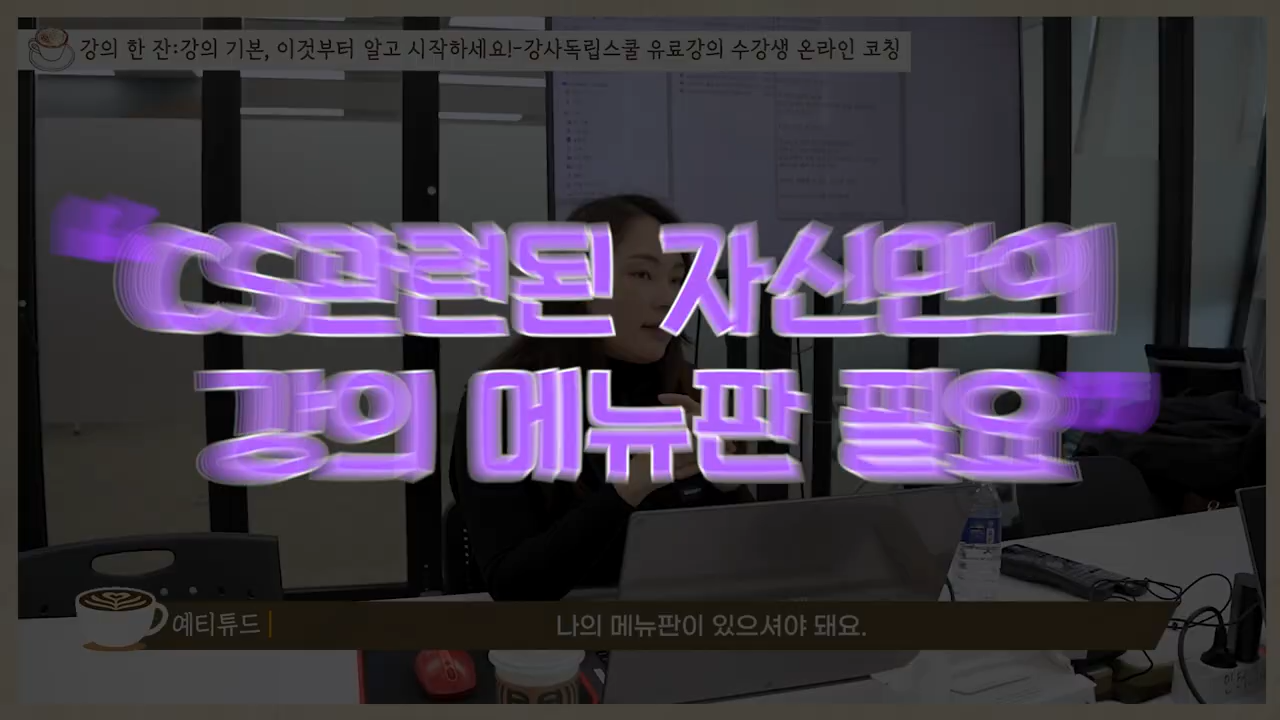 강의 한 잔:강의 기본, 이것부터 알고 시작하세요!-강사독립스쿨 유료강의 수강생 온라인 코칭
"CS관련된 자신만의
강의 메뉴판 필요"
예티튜드
나의 메뉴판이 있으셔야 돼요.